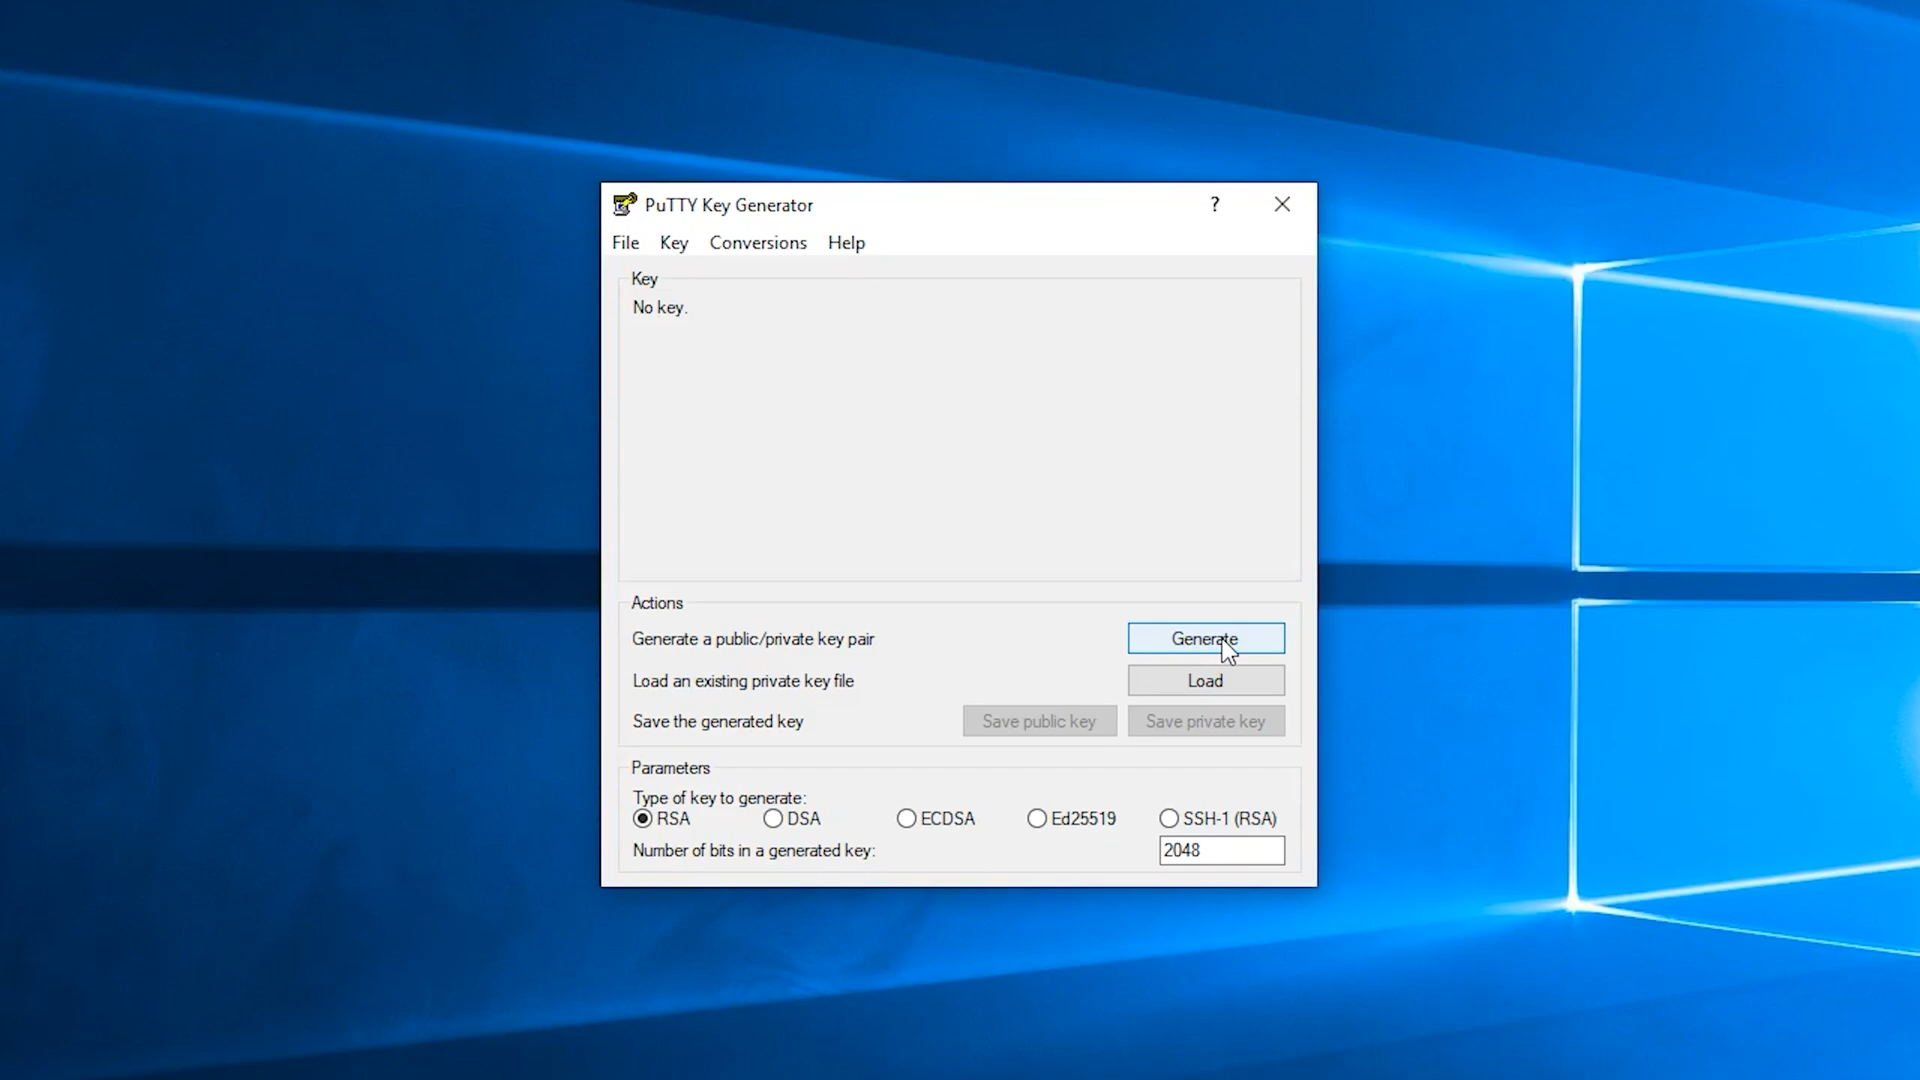 PuTTY Key Generator
?
File Key Conversions Help
Key
No key.
Actions
Generate a public/private key pair
Generate
Load an existing private key file
Load
Save the generated key
Save public key
Save private key
Parameters
Type of key to generate:
RSA DSA ECDSA Ed25519 SSH-1 (RSA)
Number of bits in a generated key:
2048